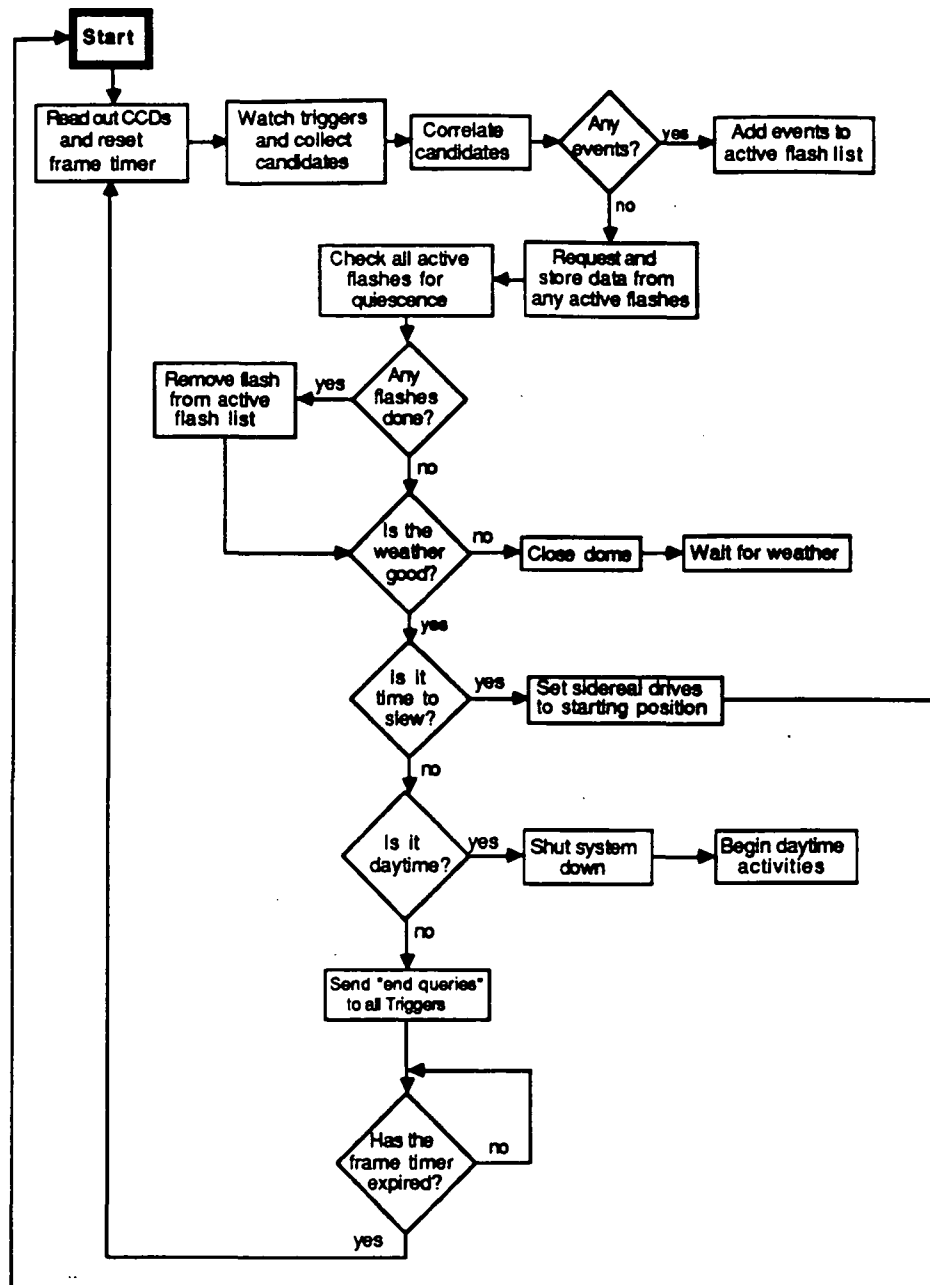 Start
Read out CCDs
and reset
frame timer
Watch triggers
and collect
candidates
Correlate
candidates
Any
events?
yes
Add events to
active flash list
no
Request and
store data from
any active flashes
Check all active
flashes for
quiescence
Any
flashes
done?
yes
Remove flash
from active
flash list
no
Is the
weather
good?
no
Close dome
Wait for weather
yes
Is it
time to
slew?
yes
Set sidereal drives
to starting position
no
Is it
daytime?
yes
Shut system
down
Begin daytime
activities
no
Send "end queries"
to all Triggers
Has the
frame timer
expired?
no
yes